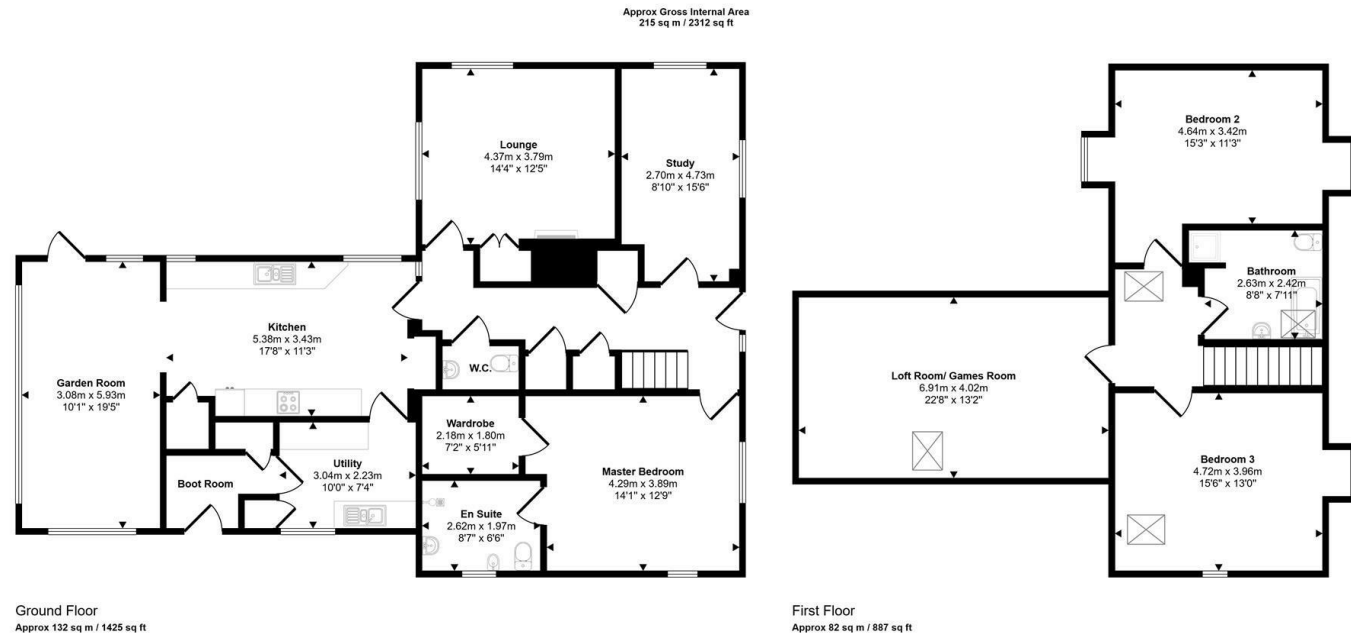 Approx Gross Internal Area
215 sq m / 2312 sq ft
Lounge
4.37m x 3.79m
14'4" x 12'5"
Study
2.70m x 4.73m
8'10" x 15'6"
Kitchen
5.38m x 3.43m
17'8" x 11'3"
Garden Room
3.08m x 5.93m
10'1" x 19'5"
W.C.
Wardrobe
2.18m x 1.80m
7'2" x 5'11"
Utility
3.04m x 2.23m
10'0" x 7'4"
Boot Room
Master Bedroom
4.29m x 3.89m
14'1" x 12'9"
En Suite
2.62m x 1.97m
8'7" x 6'6"
Ground Floor
Approx 132 sq m / 1425 sq ft
Bedroom 2
4.64m x 3.42m
15'3" x 11'3"
Bathroom
2.63m x 2.42m
8'8" x 7'11"
Loft Room/ Games Room
6.91m x 4.02m
22'8" x 13'2"
Bedroom 3
4.72m x 3.96m
15'6" x 13'0"
First Floor
Approx 82 sq m / 887 sq ft